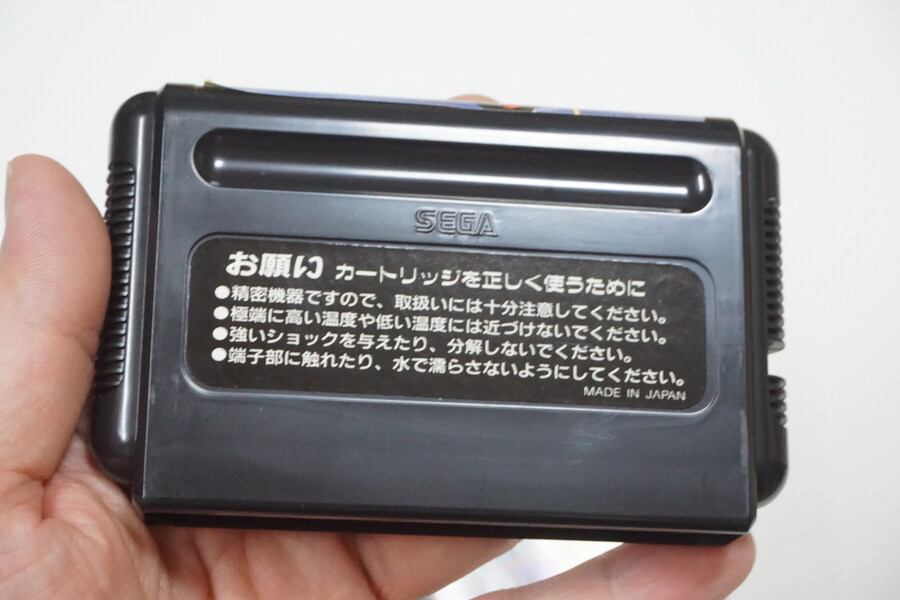 SEGA
お願い カートリッジを正しく使うために
●精密機器ですので、取扱いには十分注意してください。
●極端に高い温度や低い温度には近づけないでください。
●強いショックを与えたり、分解しないでください。
●端子部に触れたり、水で濡らさないようにしてください。
MADE IN JAPAN